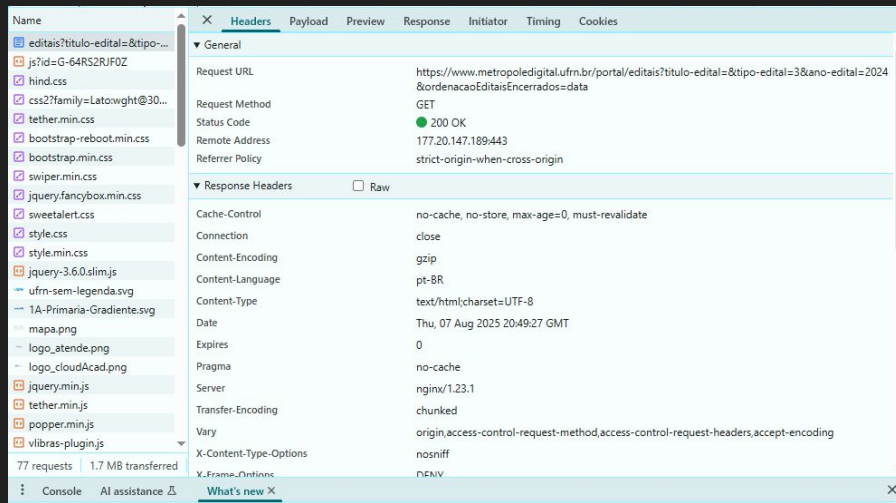 Name
× Headers Payload Preview Response Initiator Timing Cookies
editais?titulo-edital=&tipo-...
js?id=G-64RS2RJF0Z
hind.css
css2?family=Lato:wght@30...
tether.min.css
bootstrap-reboot.min.css
bootstrap.min.css
swiper.min.css
jquery.fancybox.min.css
sweetalert.css
style.css
style.min.css
jquery-3.6.0.slim.js
ufrn-sem-legenda.svg
1A-Primaria-Gradiente.svg
mapa.png
logo_atende.png
logo_cloudAcad.png
jquery.min.js
tether.min.js
popper.min.js
vlibras-plugin.js
77 requests 1.7 MB transferred
General
Request URL https://www.metropoledigital.ufrn.br/portal/editais?titulo-edital=&tipo-edital=3&ano-edital=2024
&ordenacaoEditaisEncerrados=data
Request Method GET
Status Code 200 OK
Remote Address 177.20.147.189:443
Referrer Policy strict-origin-when-cross-origin
Response Headers Raw
Cache-Control no-cache, no-store, max-age=0, must-revalidate
Connection close
Content-Encoding gzip
Content-Language pt-BR
Content-Type text/html;charset=UTF-8
Date Thu, 07 Aug 2025 20:49:27 GMT
Expires 0
Pragma no-cache
Server nginx/1.23.1
Transfer-Encoding chunked
Vary origin,access-control-request-method,access-control-request-headers,accept-encoding
X-Content-Type-Options nosniff
X-Frame-Options DENY
Console AI assistance What's new × ×